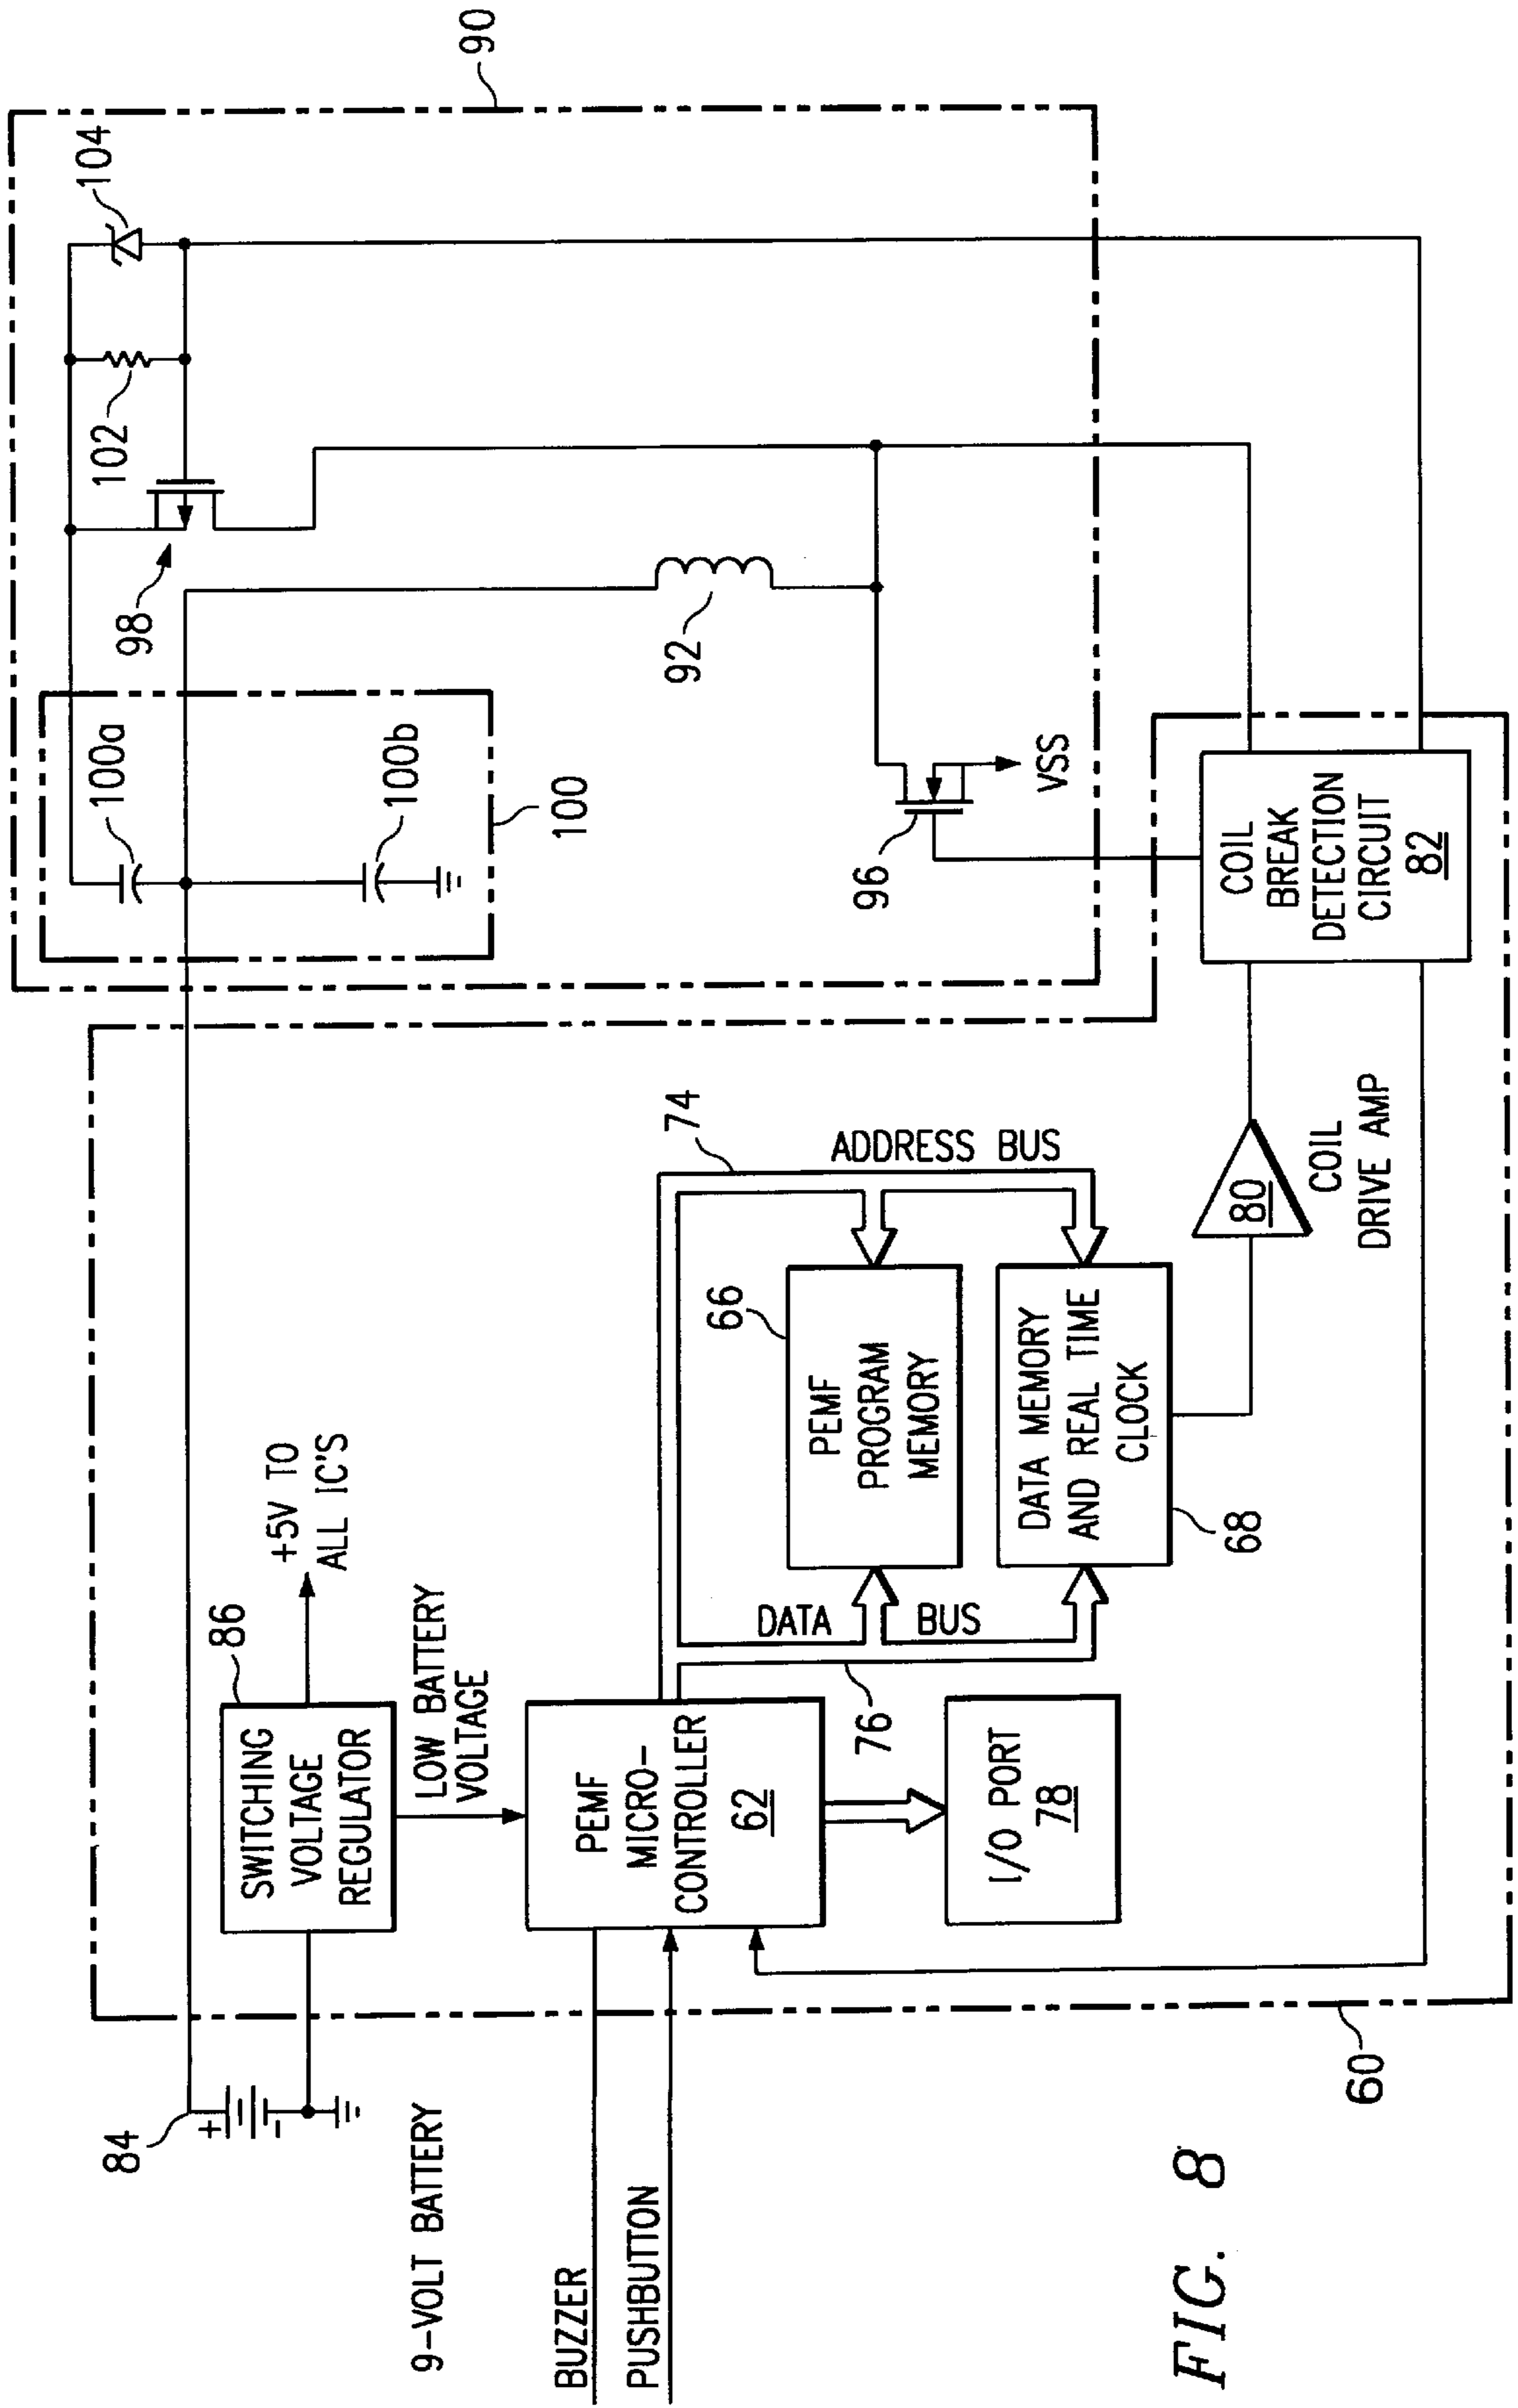 84
9-VOLT BATTERY
BUZZER
PUSHBUTTON
+
-
86
SWITCHING
VOLTAGE
REGULATOR
+5V TO
ALL IC'S
LOW BATTERY
VOLTAGE
PEMF
MICRO-
CONTROLLER
62
I/O PORT
78
76
DATA BUS
74
ADDRESS BUS
66
PEMF
PROGRAM
MEMORY
DATA MEMORY
AND REAL TIME
CLOCK
68
80
COIL
DRIVE AMP
COIL
BREAK
DETECTION
CIRCUIT
82
60
100a
100b
100
98
102
104
92
96
VSS
90
FIG. 8